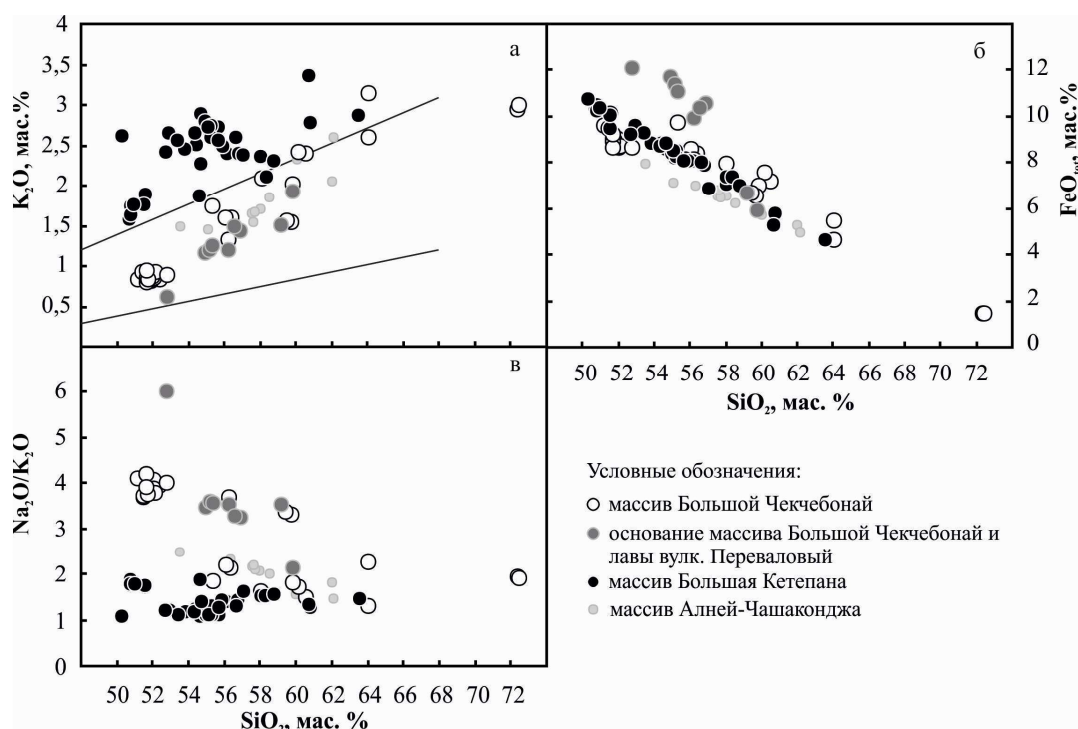 4
3,5
3
2,5
2
1,5
1
0,5
K₂O, мас.%
а
б
12
10
8
6
4
2
0
FeOtot, мас.%
50 52 54 56 58 60 62 64 66 68 70 72
SiO₂, мас. %
в
6
5
4
3
2
1
0
Na₂O/K₂O
50 52 54 56 58 60 62 64 66 68 70 72
SiO₂, мас. %
Условные обозначения:
массив Большой Чекчебонай
основание массива Большой Чекчебонай и
лавы вулк. Переваловый
массив Большая Кетепана
массив Алней-Чашаконджа